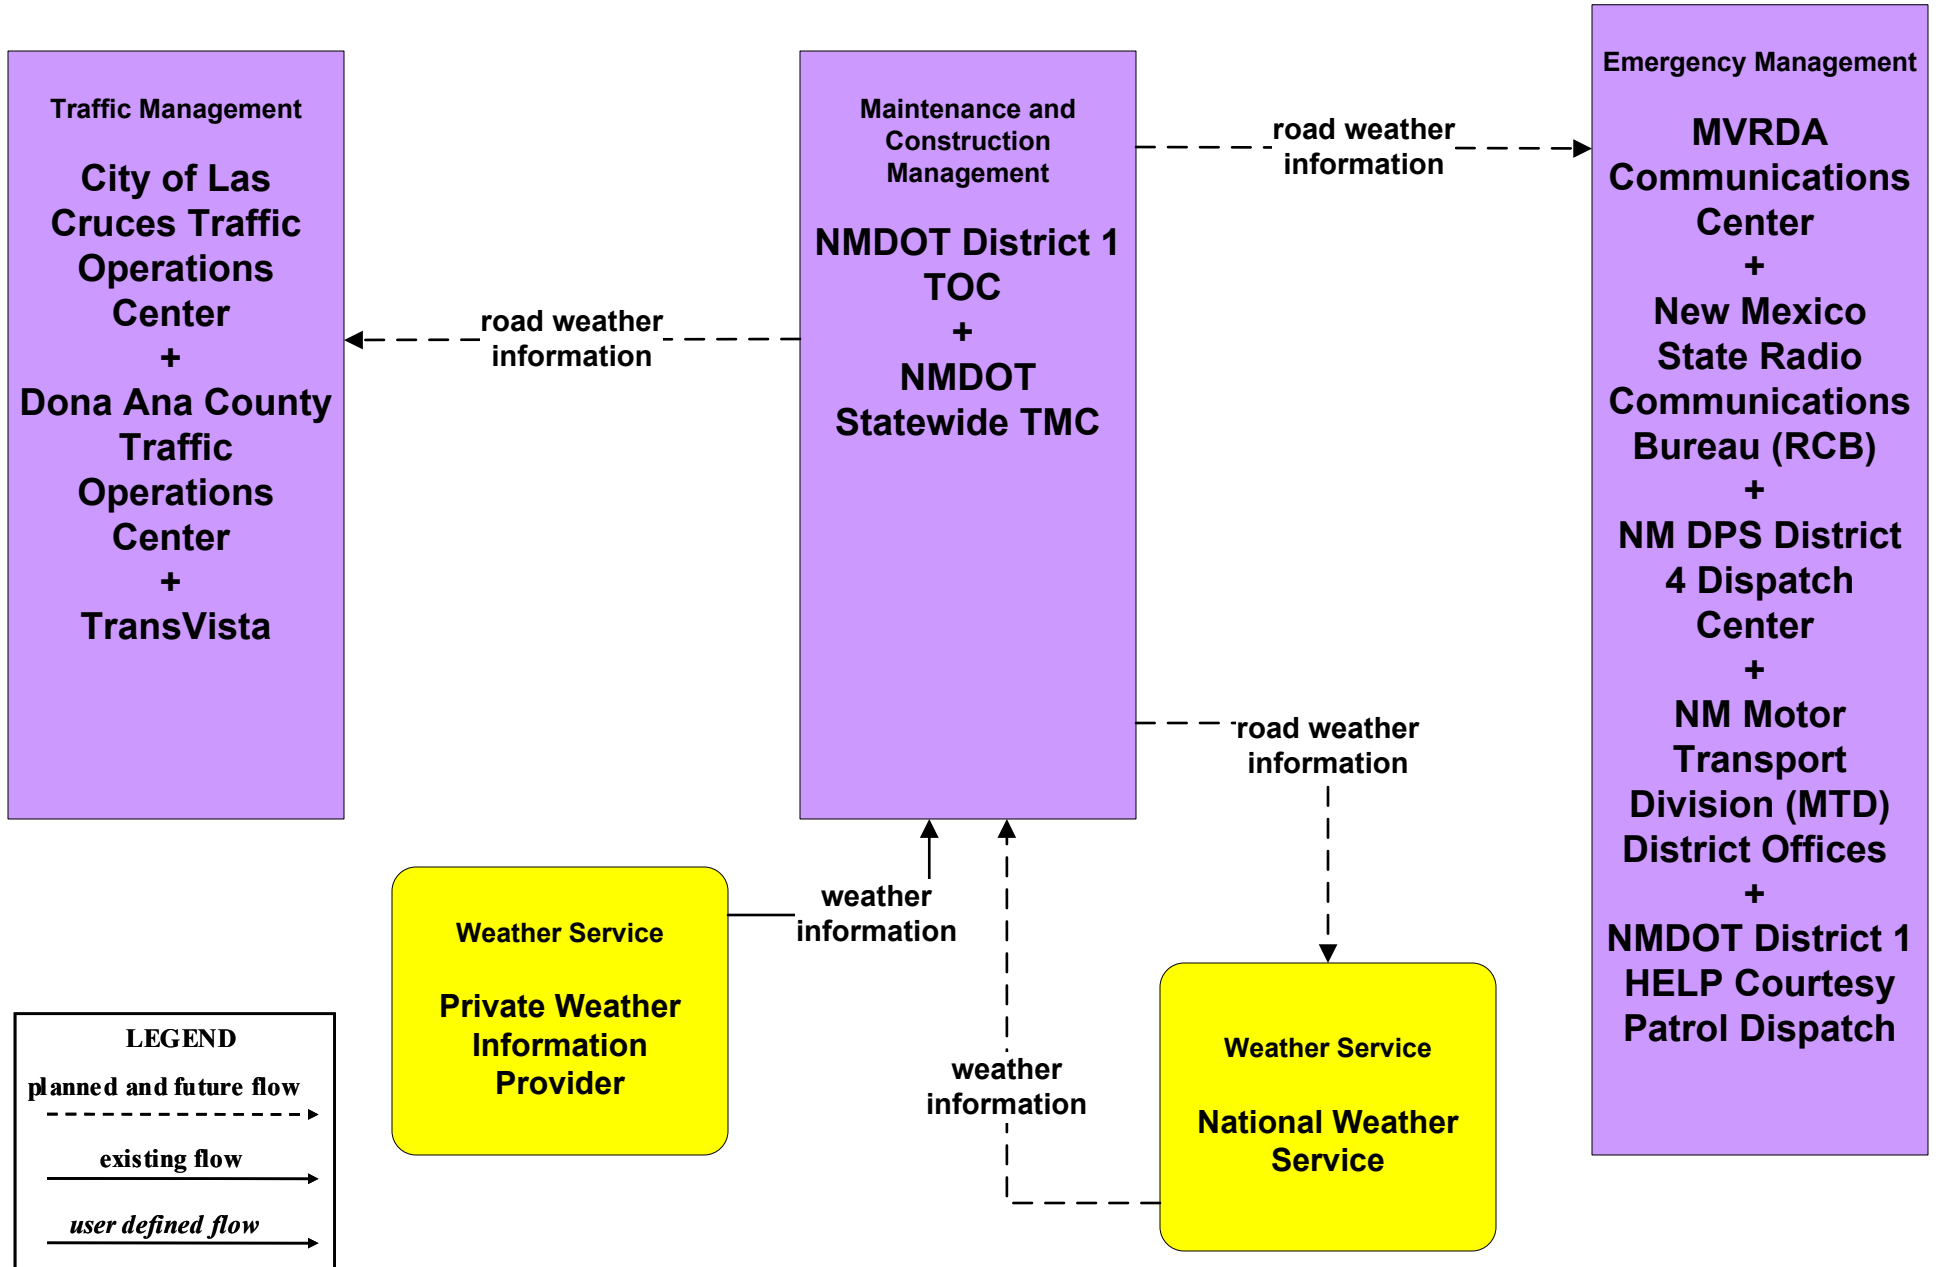 Traffic Management
City of Las
Cruces Traffic
Operations
Center
+
Dona Ana County
Traffic
Operations
Center
+
TransVista
road weather
information
Maintenance and
Construction
Management
NMDOT District 1
TOC
+
NMDOT
Statewide TMC
road weather
information
Emergency Management
MVRDA
Communications
Center
+
New Mexico
State Radio
Communications
Bureau (RCB)
+
NM DPS District
4 Dispatch
Center
+
NM Motor
Transport
Division (MTD)
District Offices
+
NMDOT District 1
HELP Courtesy
Patrol Dispatch
road weather
information
weather
information
Weather Service
Private Weather
Information
Provider
weather
information
Weather Service
National Weather
Service
LEGEND
planned and future flow
existing flow
user defined flow